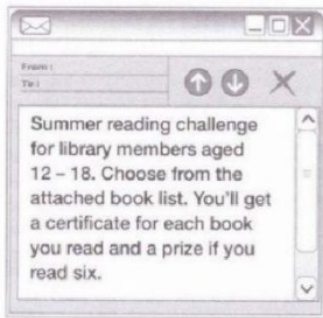 From :
To :
Summer reading challenge
for library members aged
12 – 18. Choose from the
attached book list. You'll get
a certificate for each book
you read and a prize if you
read six.